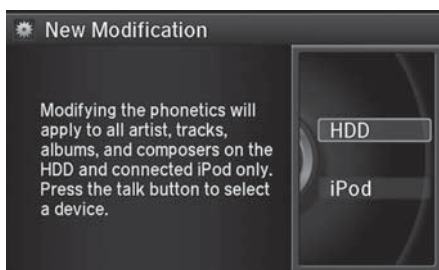 New Modification
Modifying the phonetics will
apply to all artist, tracks,
albums, and composers on the
HDD and connected iPod only.
Press the talk button to select
a device.
HDD
iPod